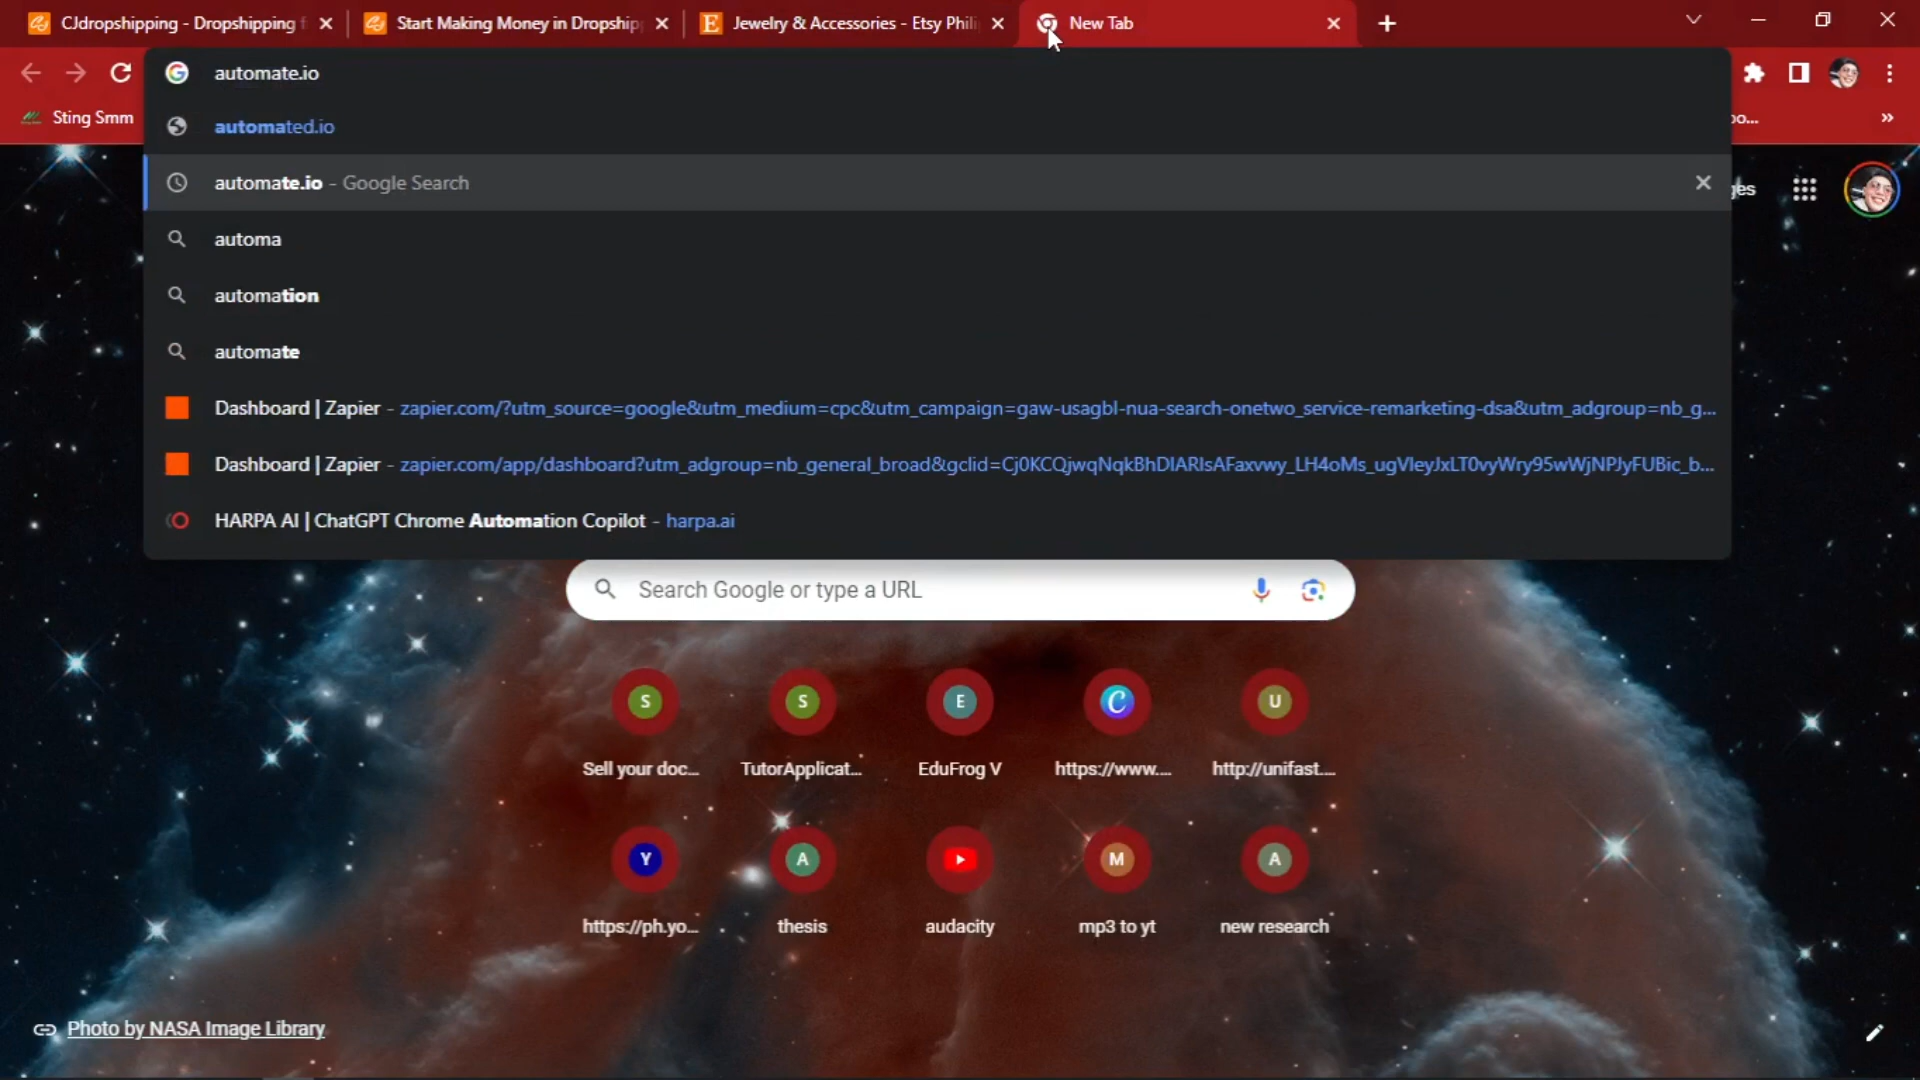 CJdropshipping - Dropshipping f
Start Making Money in Dropship
Jewelry & Accessories - Etsy Phili
New Tab
automate.io
Sting Smm
oo...
»
automated.io
automate.io - Google Search
ges
automa
automation
automate
Dashboard | Zapier - zapier.com/?utm_source=google&utm_medium=cpc&utm_campaign=gaw-usagbl-nua-search-onetwo_service-remarketing-dsa&utm_adgroup=nb_g...
Dashboard | Zapier - zapier.com/app/dashboard?utm_adgroup=nb_general_broad&gclid=Cj0KCQjwqNqkBhDlARIsAFaxvwy_LH4oMs_ugVleyJxLT0vyWry95wWjNPJyFUBic_b...
HARPA AI | ChatGPT Chrome Automation Copilot - harpa.ai
Search Google or type a URL
S S E C U
Sell your doc... TutorApplicat... EduFrog V https://www.... http://unifast....
Y A M A
https://ph.yo... thesis audacity mp3 to yt new research
Photo by NASA Image Library